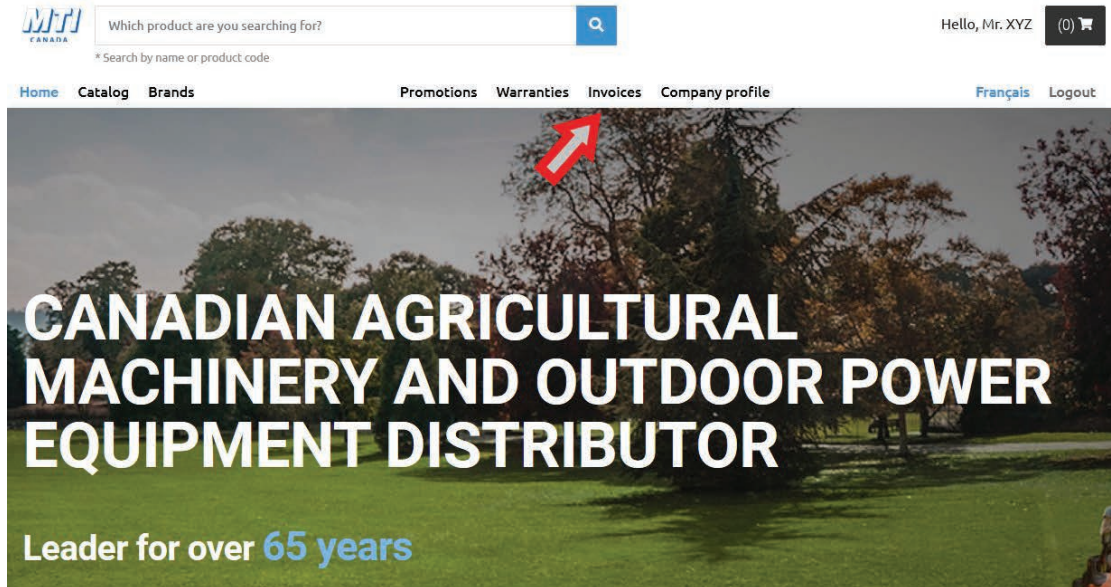 MTI
CANADA
Which product are you searching for?
Hello, Mr. XYZ
(0)
* Search by name or product code
Home Catalog Brands Promotions Warranties Invoices Company profile Français Logout
CANADIAN AGRICULTURAL
MACHINERY AND OUTDOOR POWER
EQUIPMENT DISTRIBUTOR
Leader for over 65 years